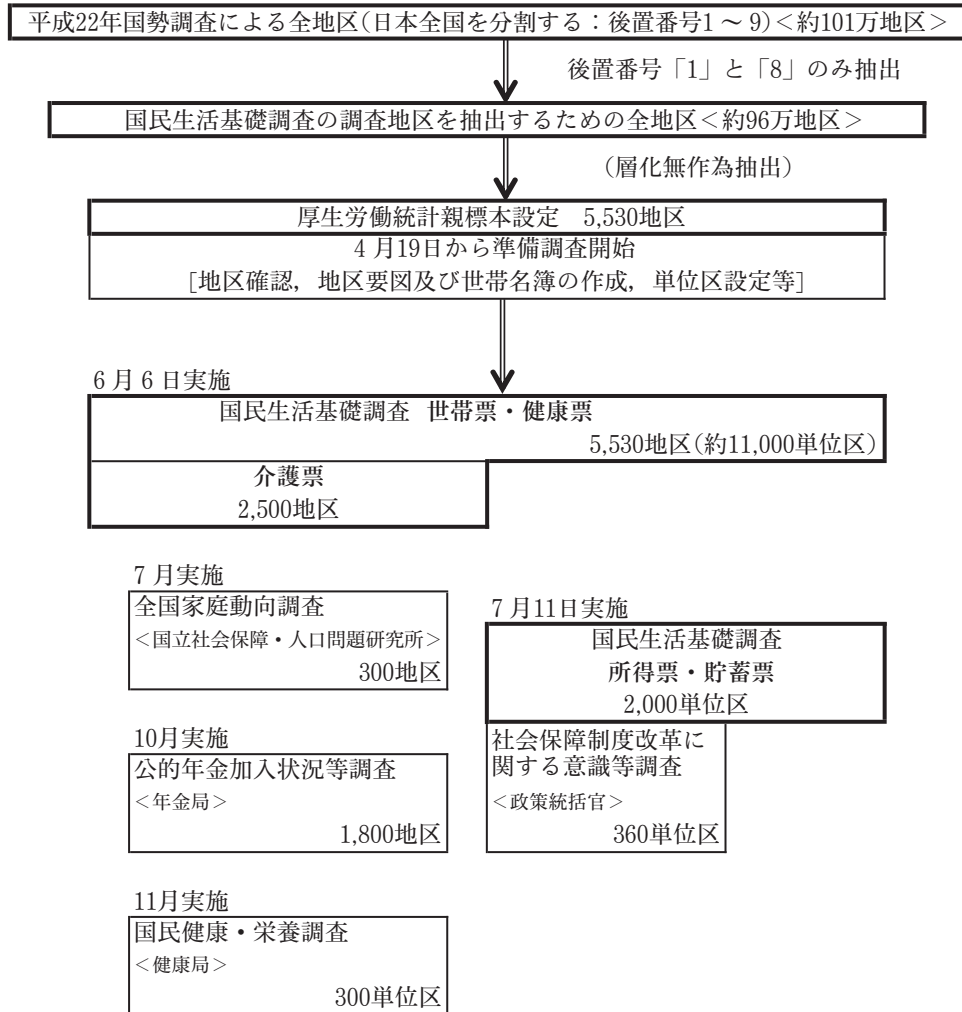 平成22年国勢調査による全地区(日本全国を分割する：後置番号1～9)＜約101万地区＞
後置番号「1」と「8」のみ抽出
国民生活基礎調査の調査地区を抽出するための全地区＜約96万地区＞
(層化無作為抽出)
厚生労働統計親標本設定　5,530地区
4月19日から準備調査開始
[地区確認，地区要図及び世帯名簿の作成，単位区設定等]
6月6日実施
国民生活基礎調査 世帯票・健康票
5,530地区(約11,000単位区)
介護票
2,500地区
7月実施
全国家庭動向調査
＜国立社会保障・人口問題研究所＞
300地区
7月11日実施
国民生活基礎調査
所得票・貯蓄票
2,000単位区
社会保障制度改革に
関する意識等調査
＜政策統括官＞
360単位区
10月実施
公的年金加入状況等調査
＜年金局＞
1,800地区
11月実施
国民健康・栄養調査
＜健康局＞
300単位区